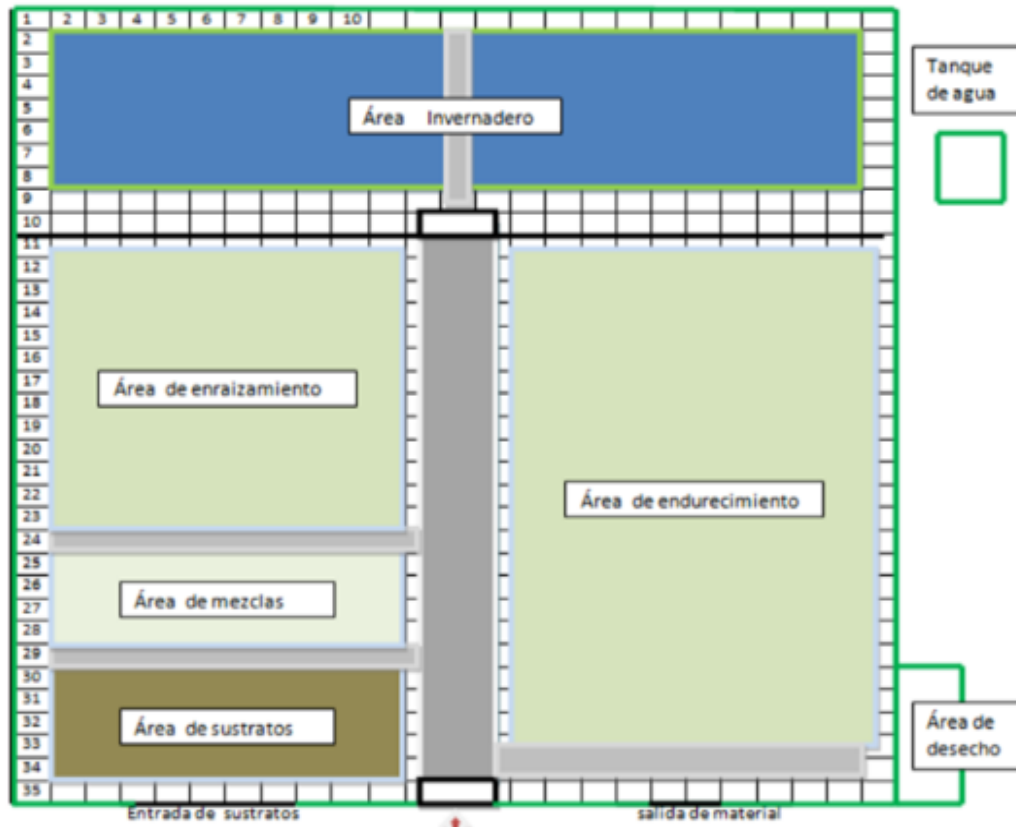 1 2 3 4 5 6 7 8 9 10
2
3
4
5
6
7
8
9
10
11
12
13
14
15
16
17
18
19
20
21
22
23
24
25
26
27
28
29
30
31
32
33
34
35
Tanque
de agua
Área Invernadero
Área de enraizamiento
Área de endurecimiento
Área de mezclas
Área de sustratos
Área de
desecho
Entrada de sustratos
salida de material